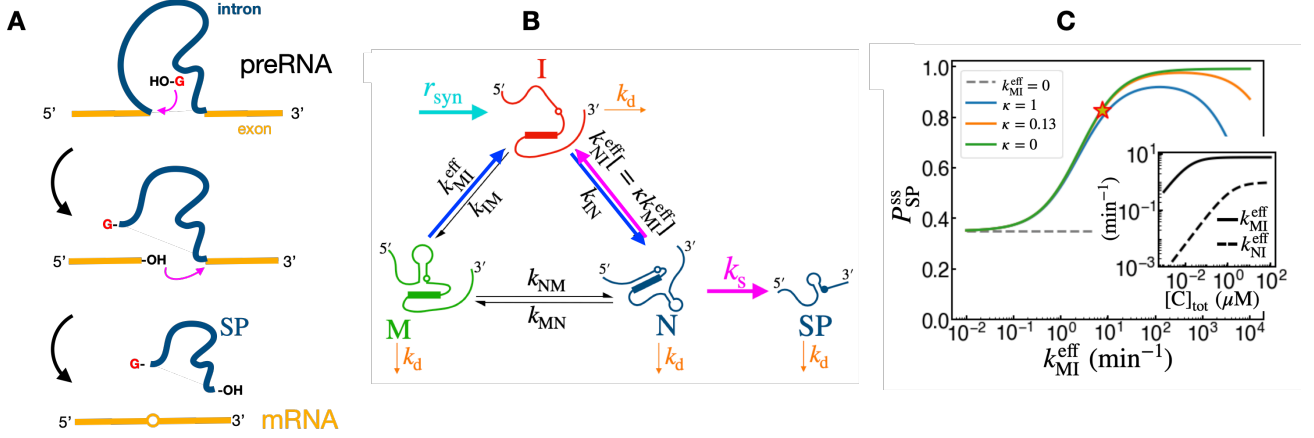 A
intron
HO-G
preRNA
5’
3’
exon
G-
-OH
5’
3’
SP
G-
-OH
5’
3’
mRNA
B
I
r_syn
5′
3′
k_d
k_MI^eff
k_IM
k_NI^eff[ = κk_MI^eff]
k_IN
5′
3′
5′
3′
k_NM
k_MN
k_s
5′
3′
M
N
SP
k_d
k_d
k_d
C
1.0
0.8
0.6
0.4
0.2
0.0
P_SP^ss
k_MI^eff = 0
κ = 1
κ = 0.13
κ = 0
10^1
10^−1
10^−3
(min^−1)
k_MI^eff
k_NI^eff
10^−2
10^0
10^2
[C]_tot (μM)
10^−2
10^−1
10^0
10^1
10^2
10^3
10^4
k_MI^eff (min^−1)